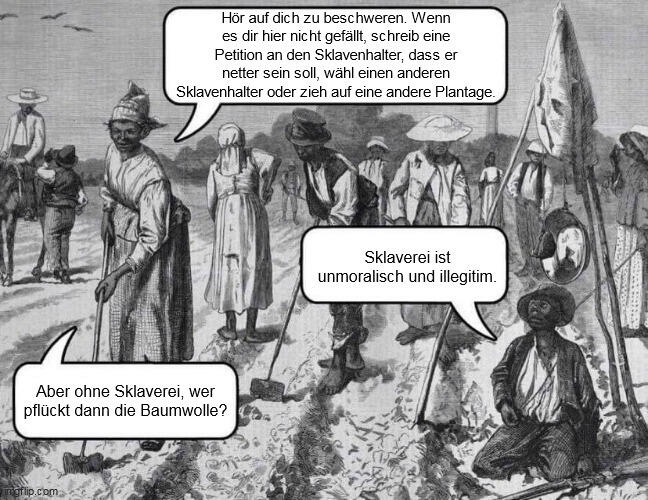 Hör auf dich zu beschweren. Wenn
es dir hier nicht gefällt, schreib eine
Petition an den Sklavenhalter, dass er
netter sein soll, wähl einen anderen
Sklavenhalter oder zieh auf eine andere Plantage.
Sklaverei ist
unmoralisch und illegitim.
Aber ohne Sklaverei, wer
pflückt dann die Baumwolle?
imgflip.com